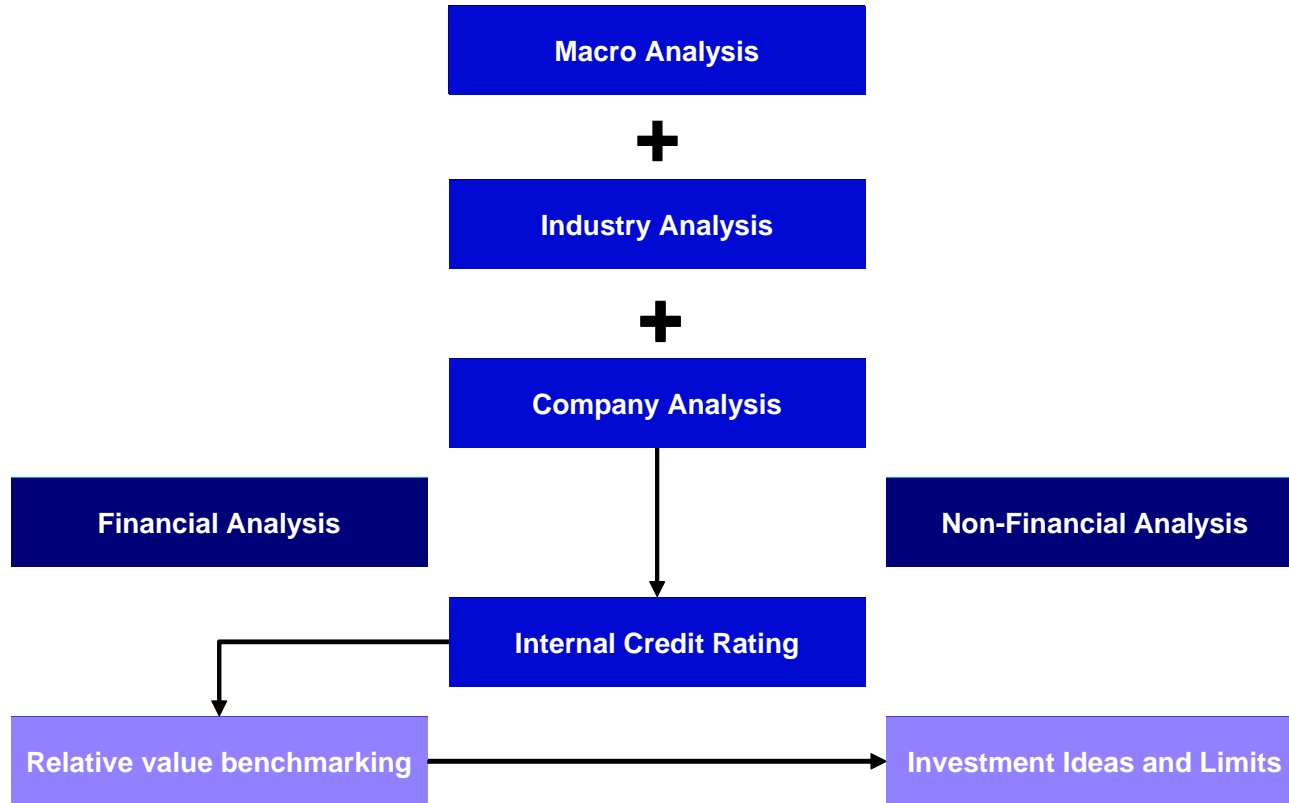 Macro Analysis
+
Industry Analysis
+
Company Analysis
Financial Analysis
Non-Financial Analysis
Internal Credit Rating
Relative value benchmarking
Investment Ideas and Limits